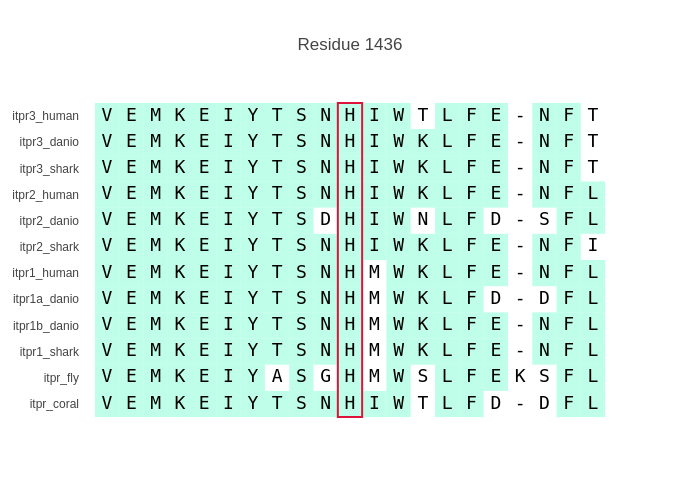 Residue 1436
itpr3_human V E M K E I Y T S N H I W T L F E - N F T
itpr3_danio V E M K E I Y T S N H I W K L F E - N F T
itpr3_shark V E M K E I Y T S N H I W K L F E - N F T
itpr2_human V E M K E I Y T S N H I W K L F E - N F L
itpr2_danio V E M K E I Y T S D H I W N L F D - S F L
itpr2_shark V E M K E I Y T S N H I W K L F E - N F I
itpr1_human V E M K E I Y T S N H M W K L F E - N F L
itpr1a_danio V E M K E I Y T S N H M W K L F D - D F L
itpr1b_danio V E M K E I Y T S N H M W K L F E - N F L
itpr1_shark V E M K E I Y T S N H M W K L F E - N F L
itpr_fly V E M K E I Y A S G H M W S L F E K S F L
itpr_coral V E M K E I Y T S N H I W T L F D - D F L